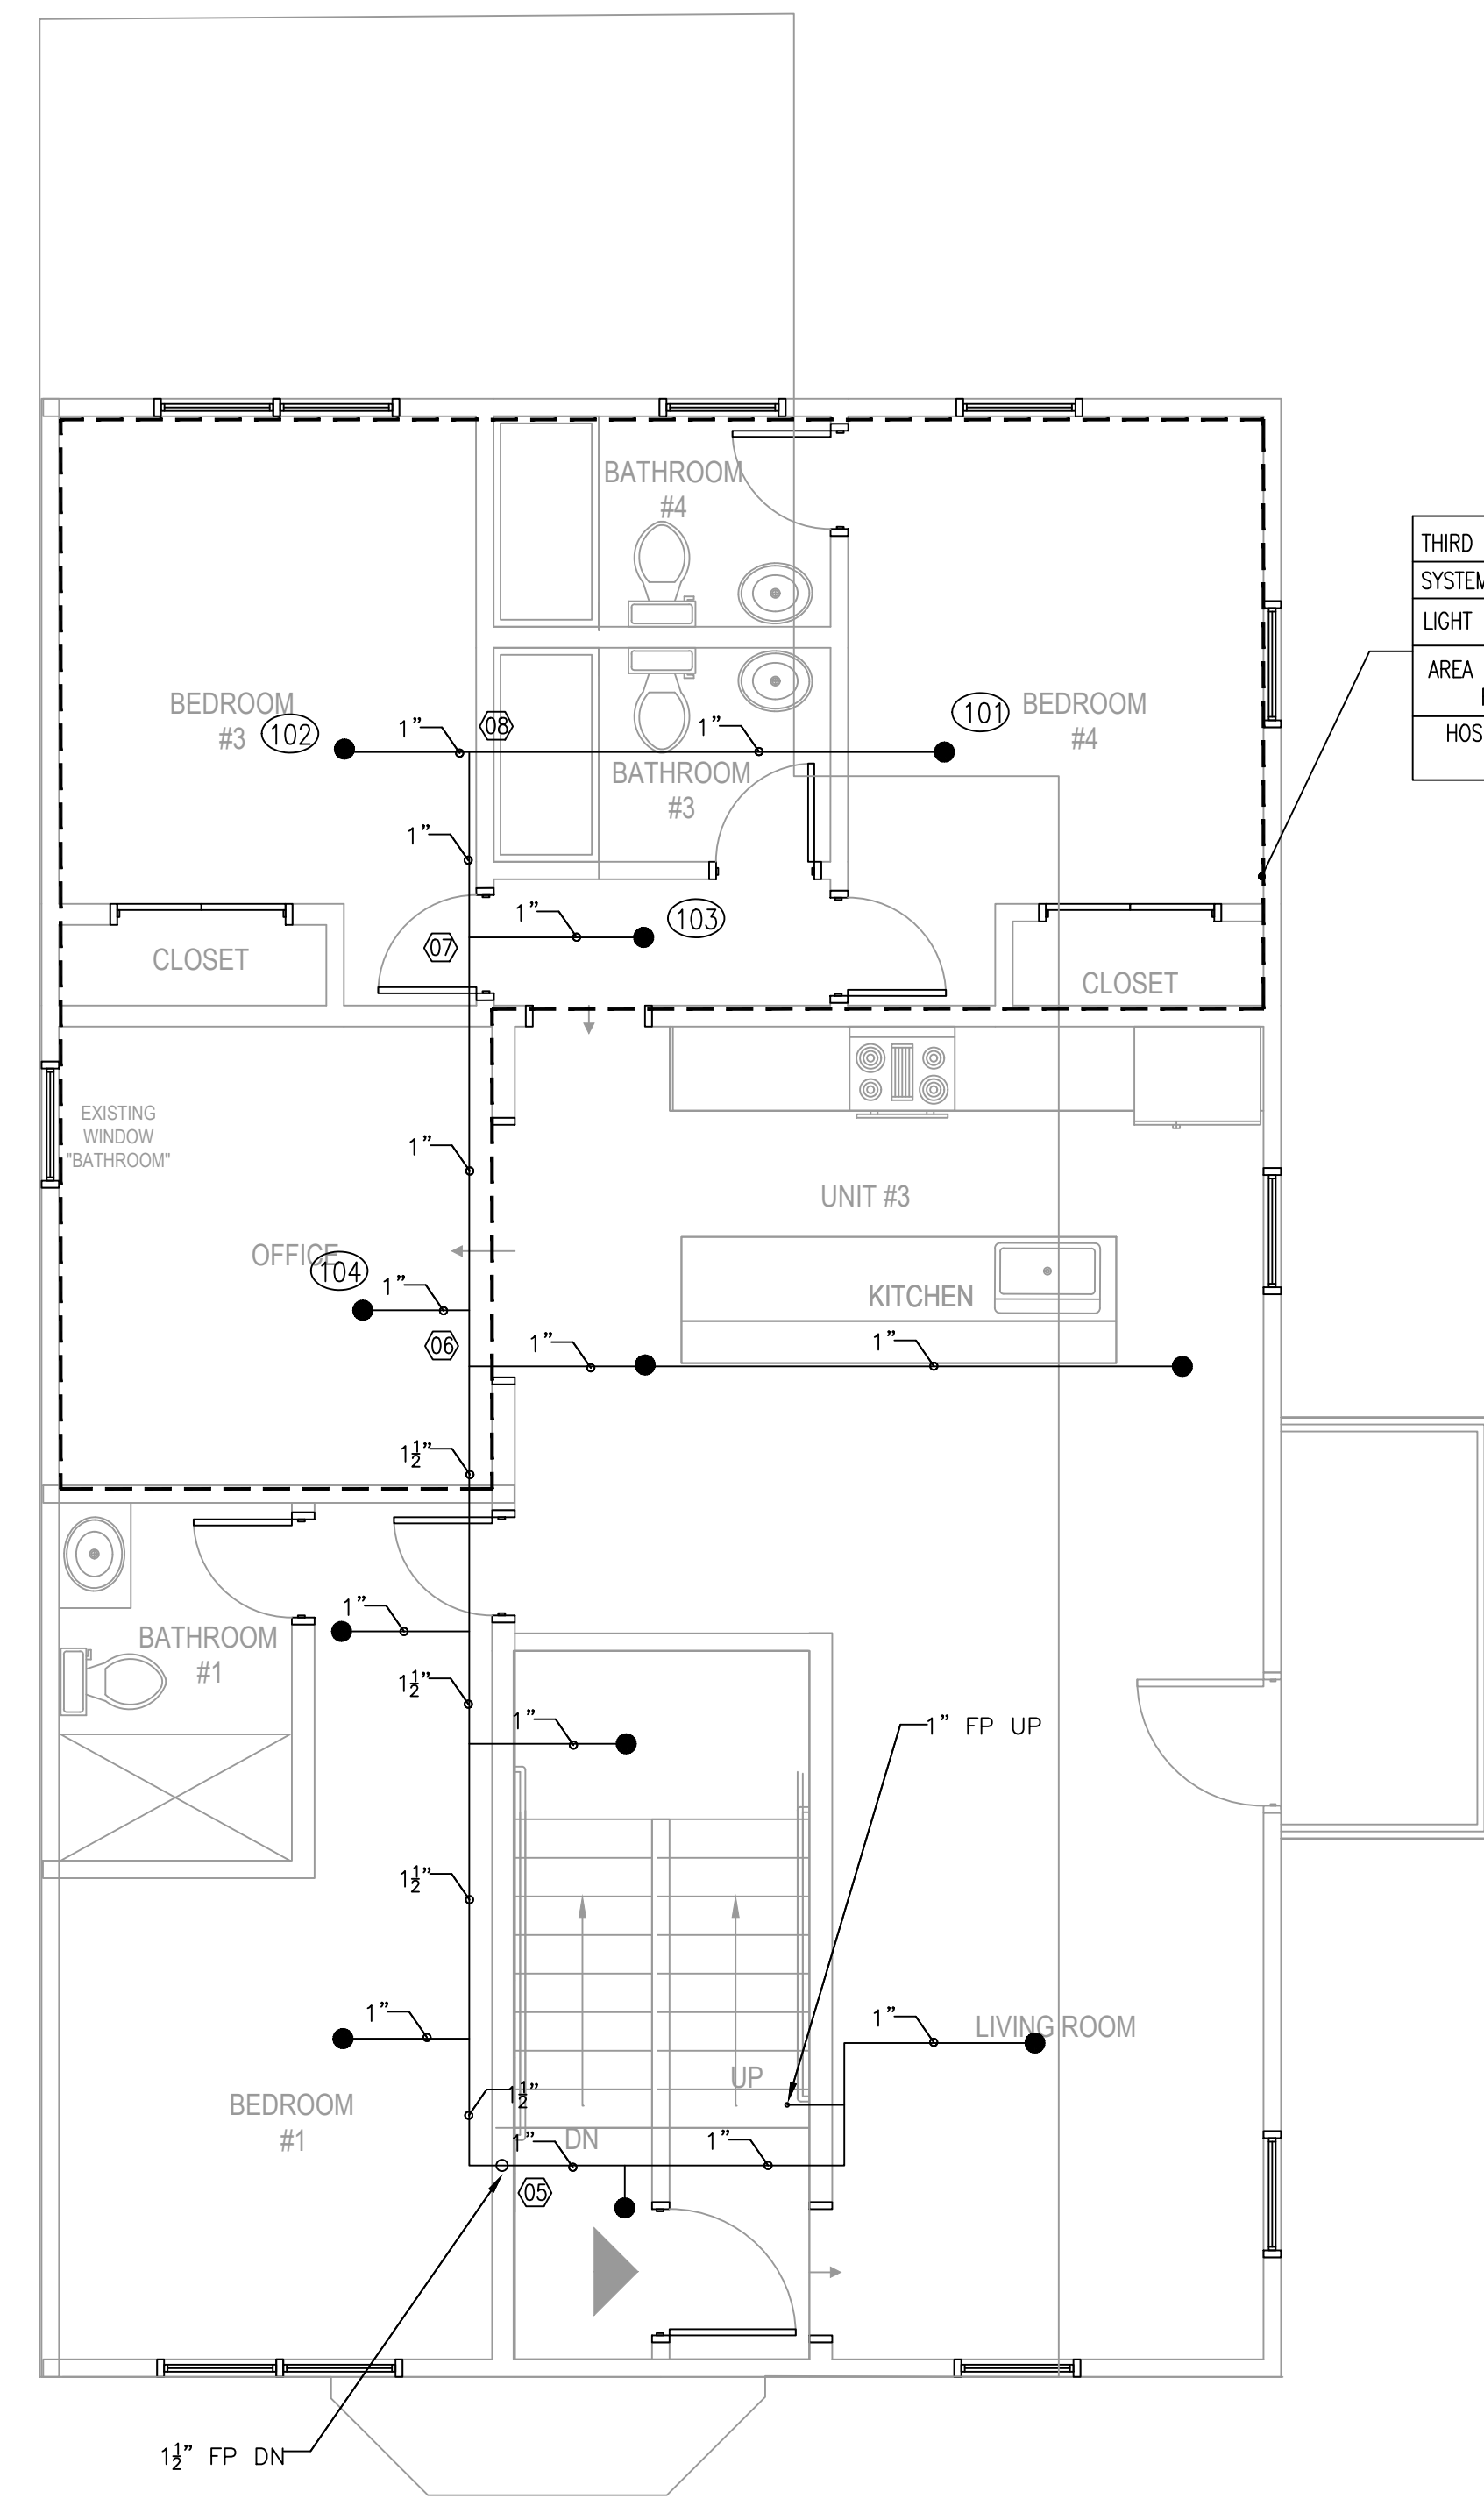 BATHROOM
#4
THIRD
SYSTEM
LIGHT
AREA
HOS
BEDROOM
#3
102
1"
08
1"
101
BEDROOM
#4
BATHROOM
#3
1"
1"
103
07
CLOSET
CLOSET
EXISTING
WINDOW
"BATHROOM"
1"
UNIT #3
OFFICE
104
1"
KITCHEN
06
1"
1"
1½"
1"
BATHROOM
#1
1½"
1"
1" FP UP
1½"
1"
1"
LIVING ROOM
UP
BEDROOM
#1
1½"
1"
DN
1"
05
1½" FP DN